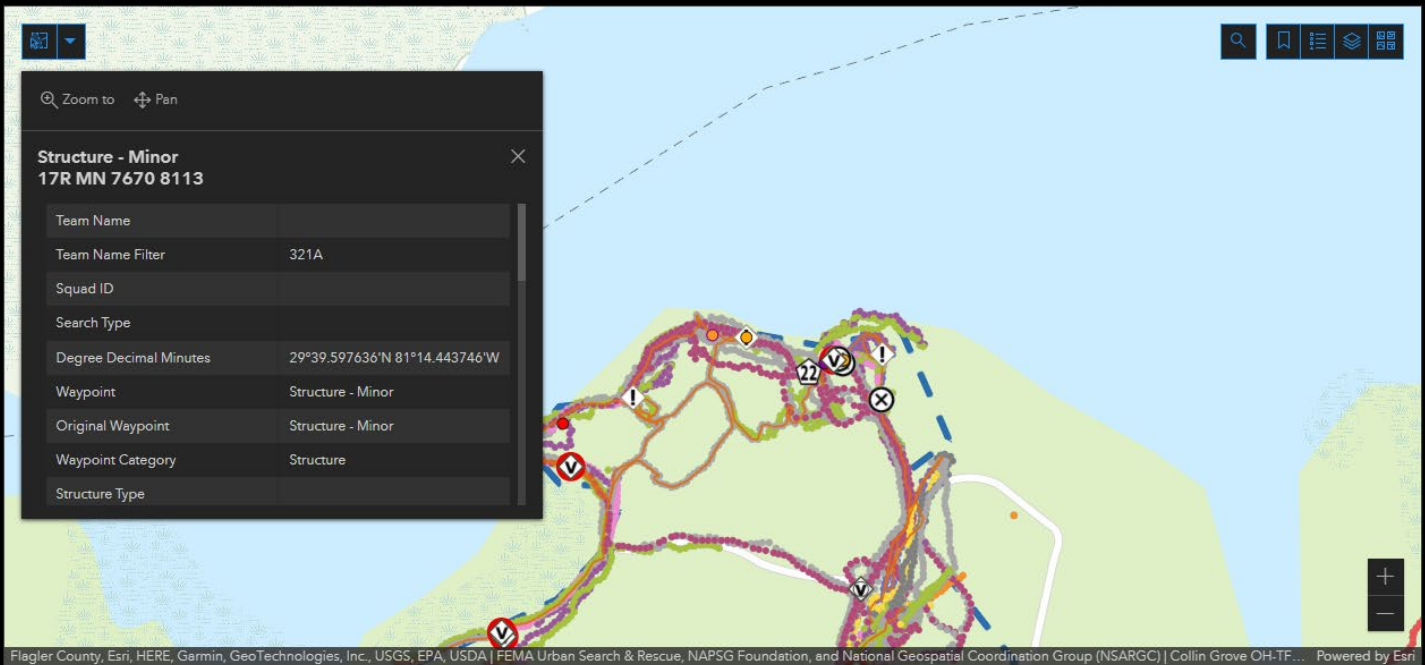 Zoom to Pan
Structure - Minor
17R MN 7670 8113
Team Name
Team Name Filter 321A
Squad ID
Search Type
Degree Decimal Minutes 29°39.597636'N 81°14.443746'W
Waypoint Structure - Minor
Original Waypoint Structure - Minor
Waypoint Category Structure
Structure Type
!
22
V
!
X
V
V
V
Flagler County, Esri, HERE, Garmin, GeoTechnologies, Inc., USGS, EPA, USDA | FEMA Urban Search & Rescue, NAPSG Foundation, and National Geospatial Coordination Group (NSARGC) | Collin Grove OH-TF... Powered by Esri